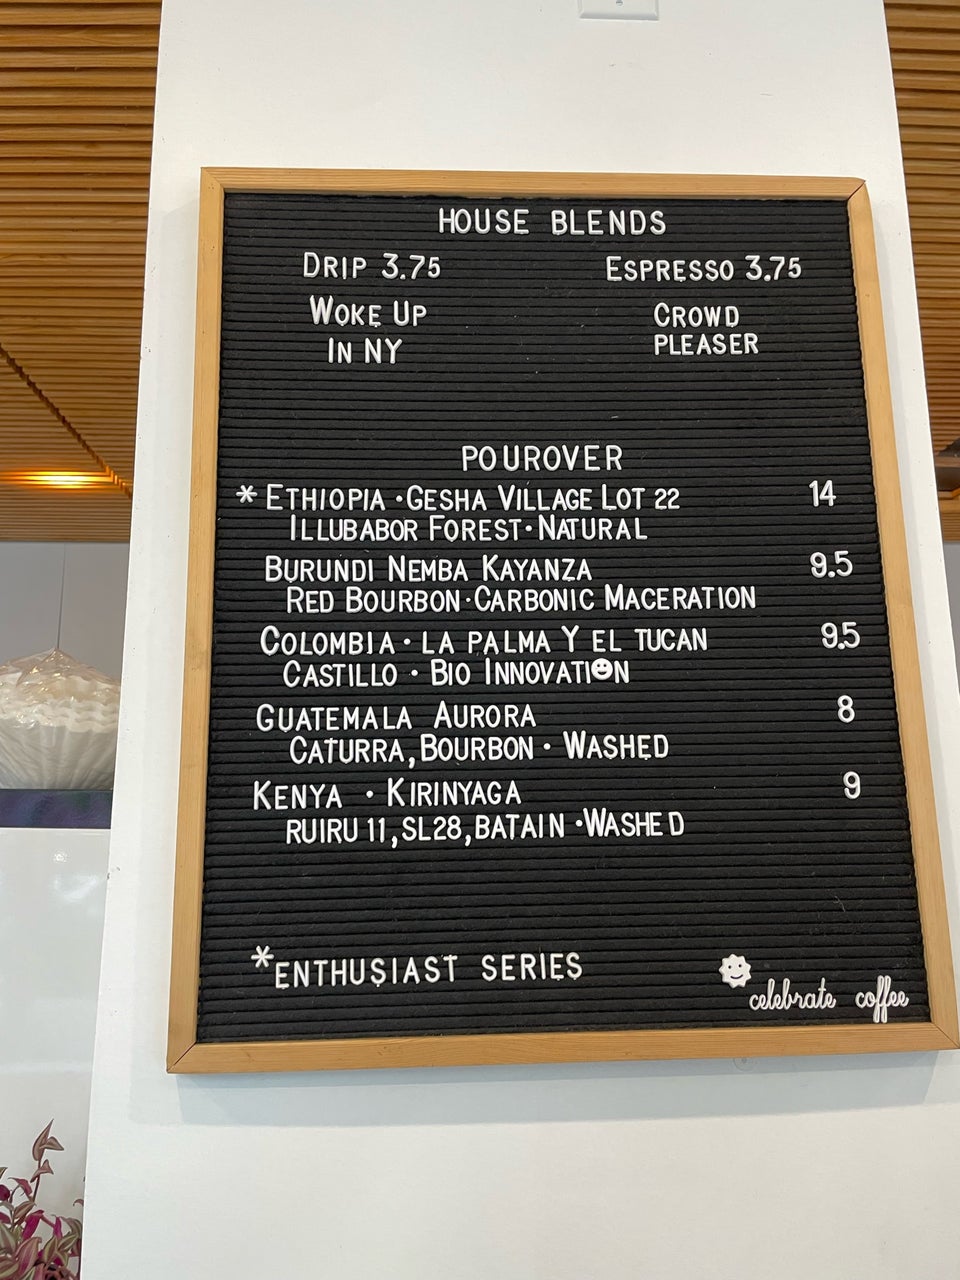 HOUSE BLENDS
DRIP 3.75 ESPRESSO 3.75
WOKE UP CROWD
IN NY PLEASER
POUROVER
* ETHIOPIA · GESHA VILLAGE LOT 22 14
ILLUBABOR FOREST · NATURAL
BURUNDI NEMBA KAYANZA 9.5
RED BOURBON · CARBONIC MACERATION
COLOMBIA · LA PALMA Y EL TUCAN 9.5
CASTILLO · BIO INNOVATION
GUATEMALA AURORA 8
CATURRA, BOURBON · WASHED
KENYA · KIRINYAGA 9
RUIRU 11, SL28, BATAIN · WASHED
*ENTHUSIAST SERIES
celebrate coffee